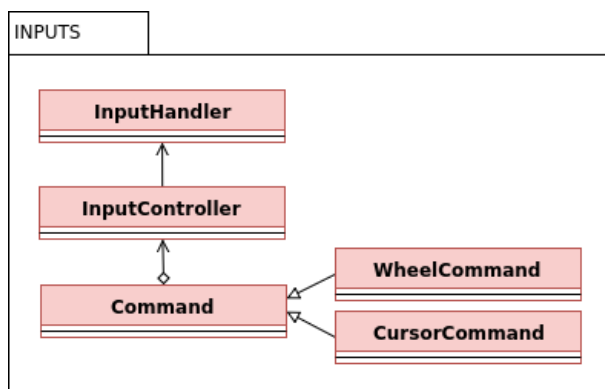 INPUTS
InputHandler
InputController
Command
WheelCommand
CursorCommand